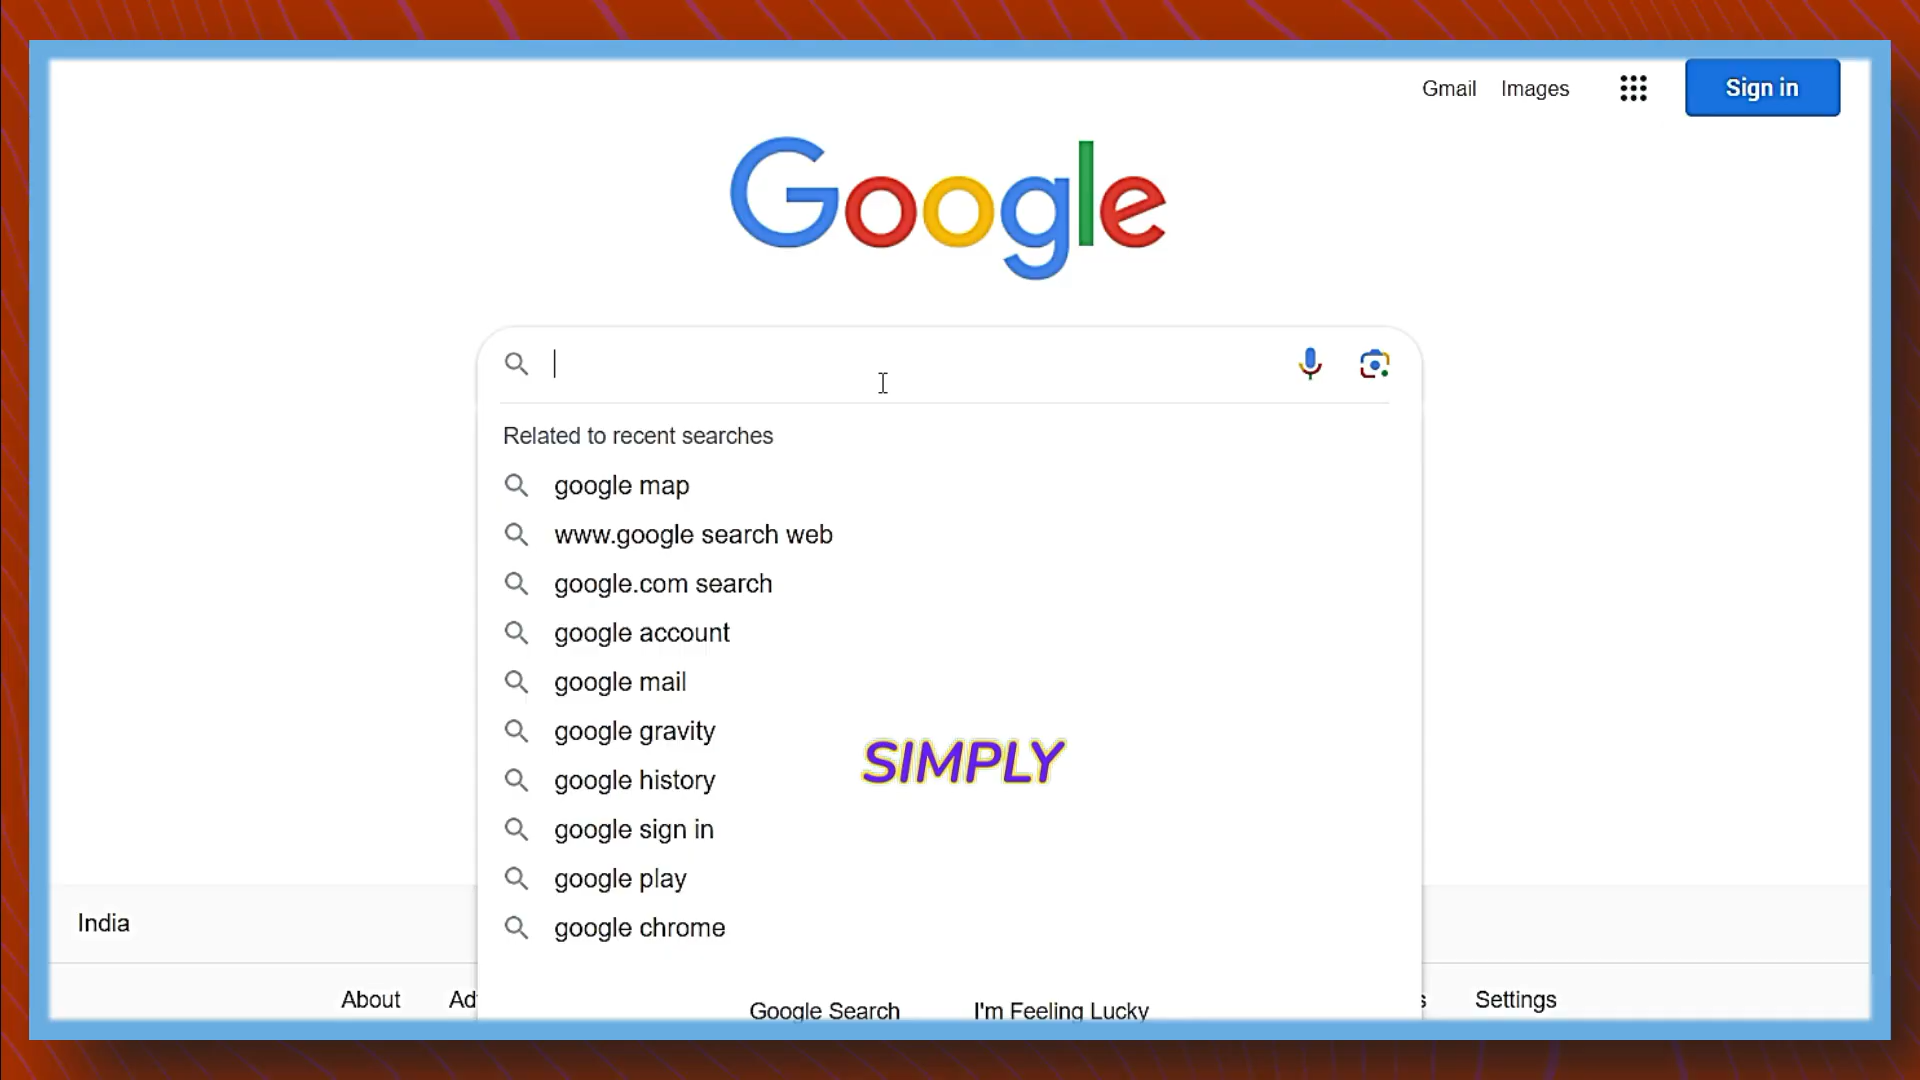 Gmail Images Sign in
Google
Related to recent searches
google map
www.google search web
google.com search
google account
google mail
google gravity
SIMPLY
google history
google sign in
google play
google chrome
India
About Settings
Google Search I'm Feeling Lucky